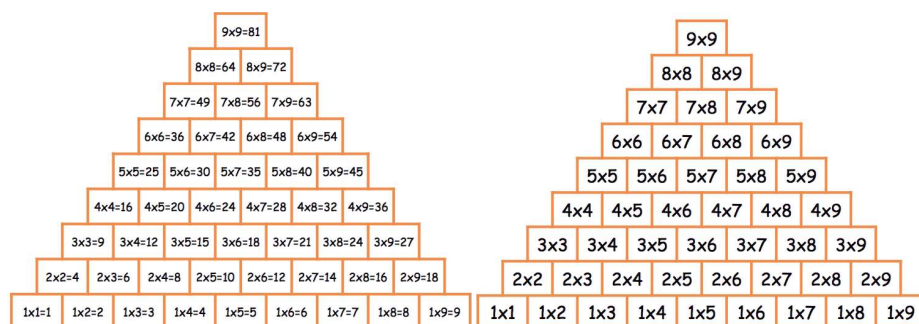 9x9=81
8x8=64 8x9=72
7x7=49 7x8=56 7x9=63
6x6=36 6x7=42 6x8=48 6x9=54
5x5=25 5x6=30 5x7=35 5x8=40 5x9=45
4x4=16 4x5=20 4x6=24 4x7=28 4x8=32 4x9=36
3x3=9 3x4=12 3x5=15 3x6=18 3x7=21 3x8=24 3x9=27
2x2=4 2x3=6 2x4=8 2x5=10 2x6=12 2x7=14 2x8=16 2x9=18
1x1=1 1x2=2 1x3=3 1x4=4 1x5=5 1x6=6 1x7=7 1x8=8 1x9=9
9x9
8x8 8x9
7x7 7x8 7x9
6x6 6x7 6x8 6x9
5x5 5x6 5x7 5x8 5x9
4x4 4x5 4x6 4x7 4x8 4x9
3x3 3x4 3x5 3x6 3x7 3x8 3x9
2x2 2x3 2x4 2x5 2x6 2x7 2x8 2x9
1x1 1x2 1x3 1x4 1x5 1x6 1x7 1x8 1x9